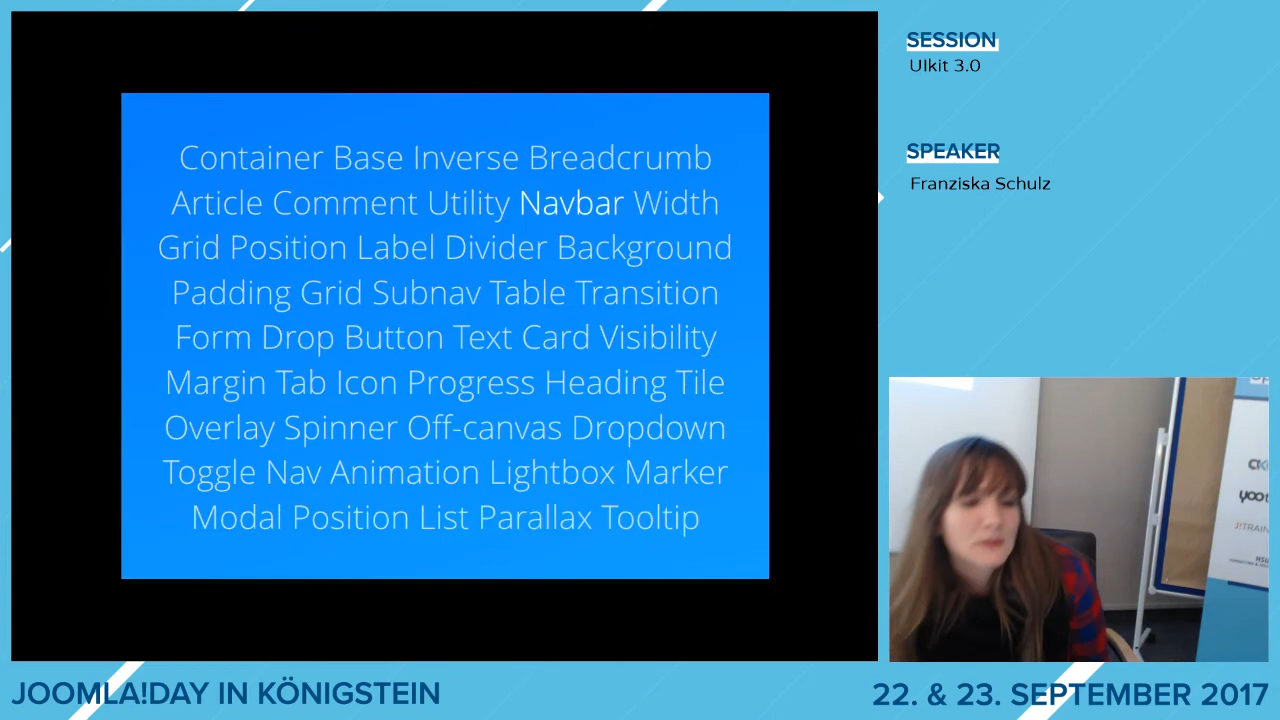 Container Base Inverse Breadcrumb
Article Comment Utility Navbar Width
Grid Position Label Divider Background
Padding Grid Subnav Table Transition
Form Drop Button Text Card Visibility
Margin Tab Icon Progress Heading Tile
Overlay Spinner Off-canvas Dropdown
Toggle Nav Animation Lightbox Marker
Modal Position List Parallax Tooltip
SESSION
UIkit 3.0
SPEAKER
Franziska Schulz
JOOMLA!DAY IN KÖNIGSTEIN
22. & 23. SEPTEMBER 2017